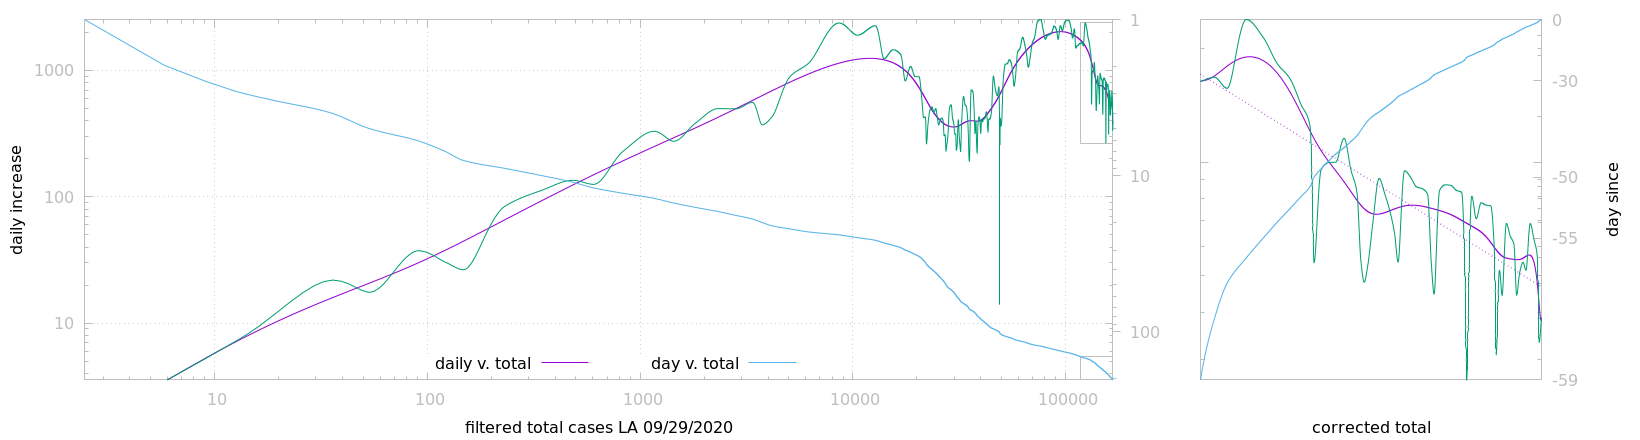 daily increase
1000
100
10
10
100
1000
10000
100000
1
10
100
daily v. total
day v. total
filtered total cases LA 09/29/2020
0
-30
-50
-55
-59
day since
corrected total